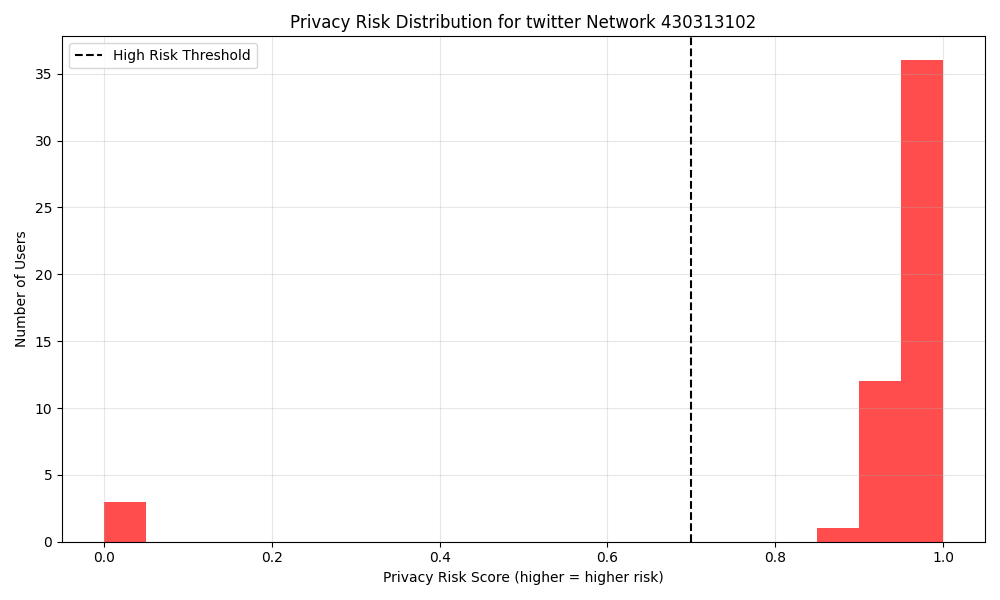 Privacy Risk Distribution for twitter Network 430313102
High Risk Threshold
35
30
25
20
15
10
5
0
Number of Users
0.0 0.2 0.4 0.6 0.8 1.0
Privacy Risk Score (higher = higher risk)